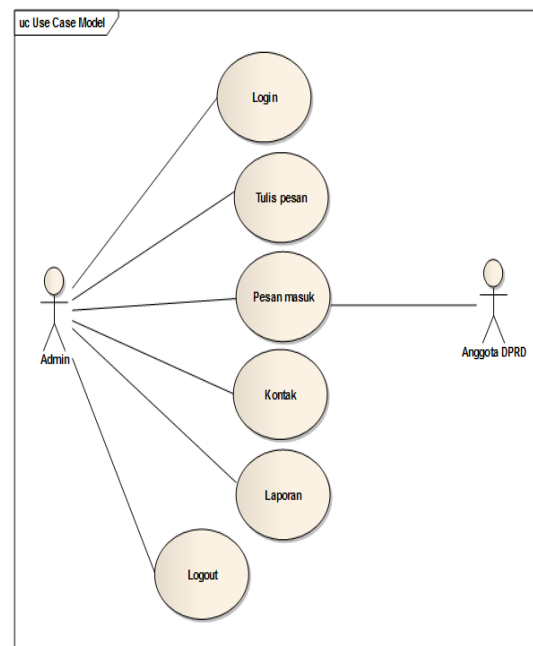 uc Use Case Model
Login
Tulis pesan
Pesan masuk
Admin
Anggota DPRD
Kontak
Laporan
Logout